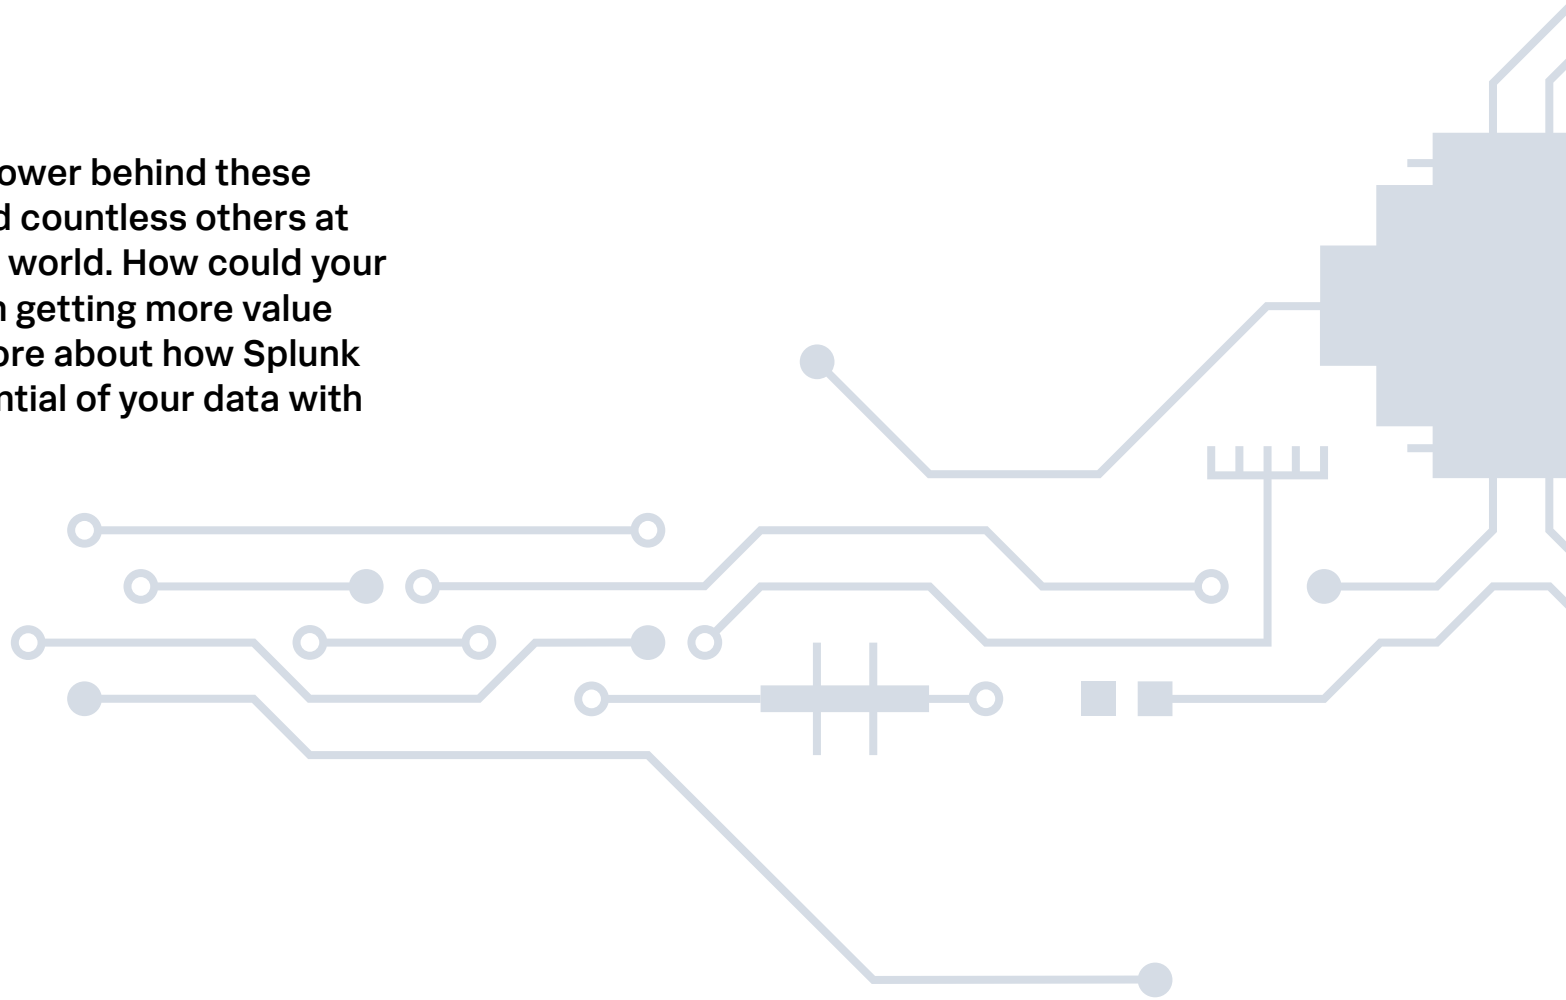 ower behind these
d countless others at
world. How could your
n getting more value
ore about how Splunk
ntial of your data with